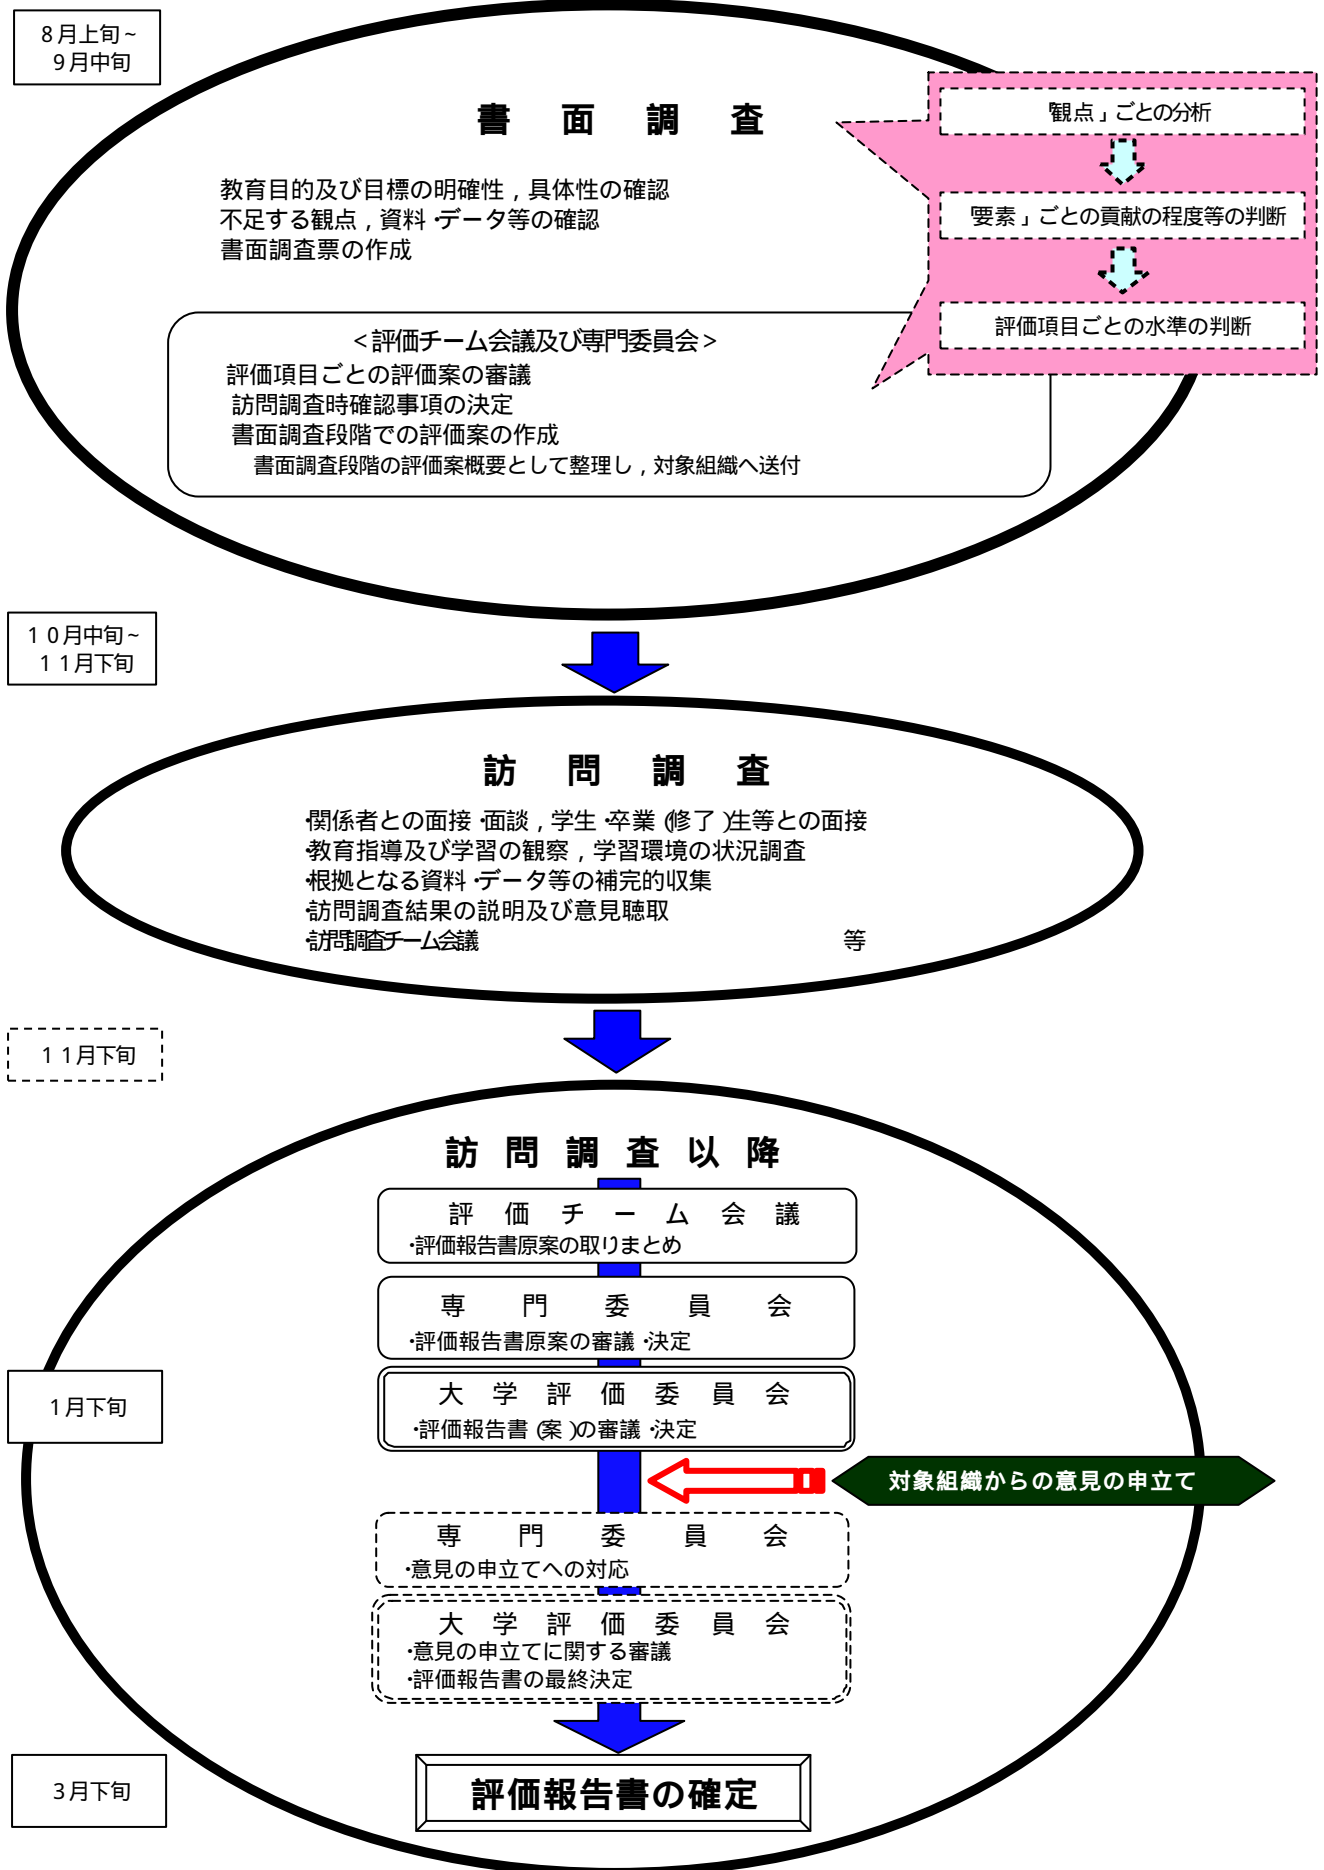 8月上旬~
9月中旬
書面調査
「観点」ごとの分析
「要素」ごとの貢献の程度等の判断
評価項目ごとの水準の判断
教育目的及び目標の明確性，具体性の確認
不足する観点，資料・データ等の確認
書面調査票の作成
<評価チーム会議及び専門委員会>
評価項目ごとの評価案の審議
訪問調査時確認事項の決定
書面調査段階での評価案の作成
書面調査段階の評価案概要として整理し，対象組織へ送付
10月中旬~
11月下旬
訪問調査
・関係者との面接・面談，学生・卒業(修了)生等との面接
・教育指導及び学習の観察，学習環境の状況調査
・根拠となる資料・データ等の補完的収集
・訪問調査結果の説明及び意見聴取
・訪問調査チーム会議 等
11月下旬
訪問調査以降
評価チーム会議
・評価報告書原案の取りまとめ
専門委員会
・評価報告書原案の審議・決定
1月下旬
大学評価委員会
・評価報告書(案)の審議・決定
対象組織からの意見の申立て
専門委員会
・意見の申立てへの対応
大学評価委員会
・意見の申立てに関する審議
・評価報告書の最終決定
3月下旬
評価報告書の確定